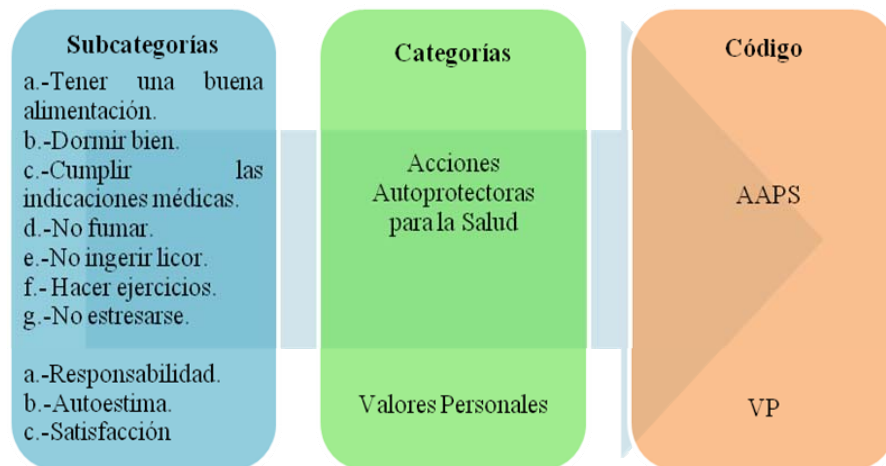 Subcategorías
a.-Tener una buena
alimentación.
b.-Dormir bien.
c.-Cumplir las
indicaciones médicas.
d.-No fumar.
e.-No ingerir licor.
f.- Hacer ejercicios.
g.-No estresarse.
a.-Responsabilidad.
b.-Autoestima.
c.-Satisfacción
Categorías
Acciones
Autoprotectoras
para la Salud
Valores Personales
Código
AAPS
VP